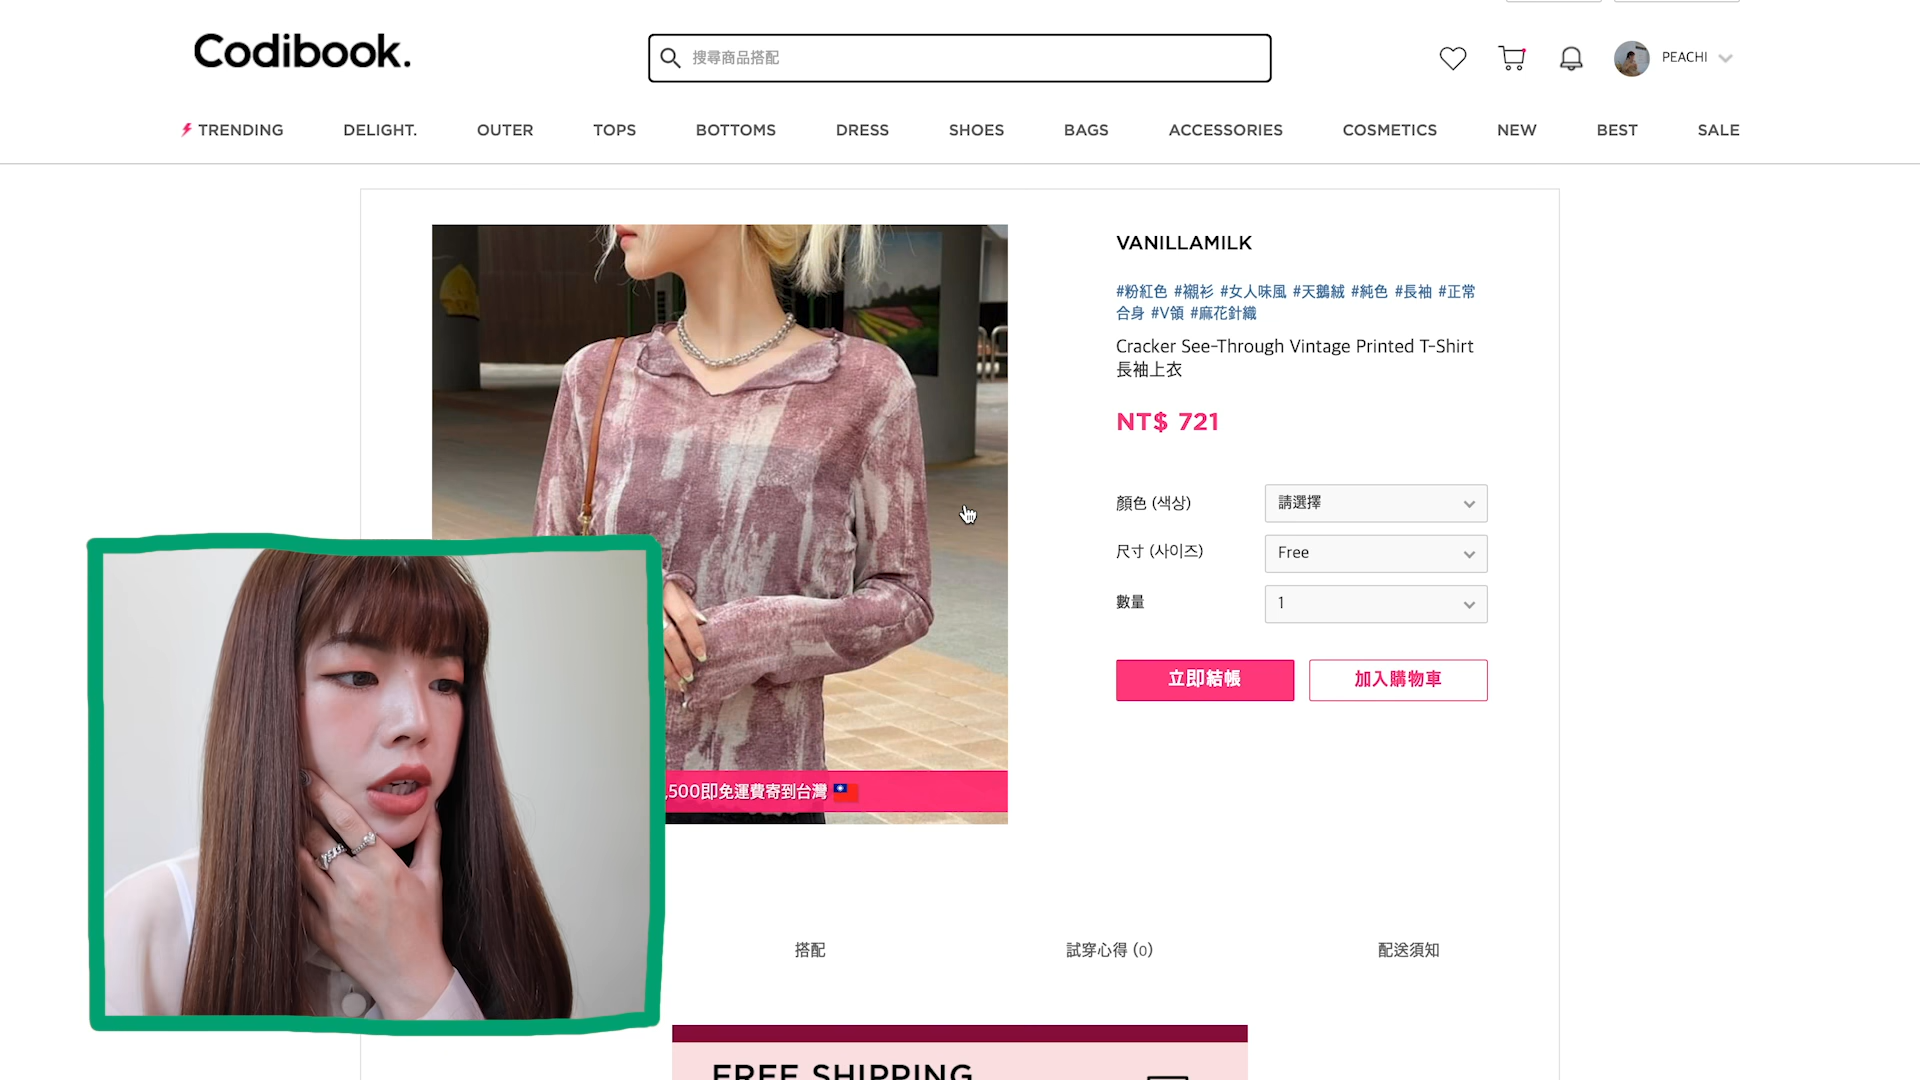 Codibook.
搜尋商品搭配
PEACHI
TRENDING
DELIGHT.
OUTER
TOPS
BOTTOMS
DRESS
SHOES
BAGS
ACCESSORIES
COSMETICS
NEW
BEST
SALE
VANILLAMILK
#粉紅色 #襯衫 #女人味風 #天鵝絨 #純色 #長袖 #正常
合身 #V領 #麻花針織
Cracker See-Through Vintage Printed T-Shirt
長袖上衣
NT$ 721
顏色 (색상)
請選擇
尺寸 (사이즈)
Free
數量
1
立即結帳
加入購物車
,500即免運費寄到台灣
搭配
試穿心得 (0)
配送須知
FREE SHIPPING